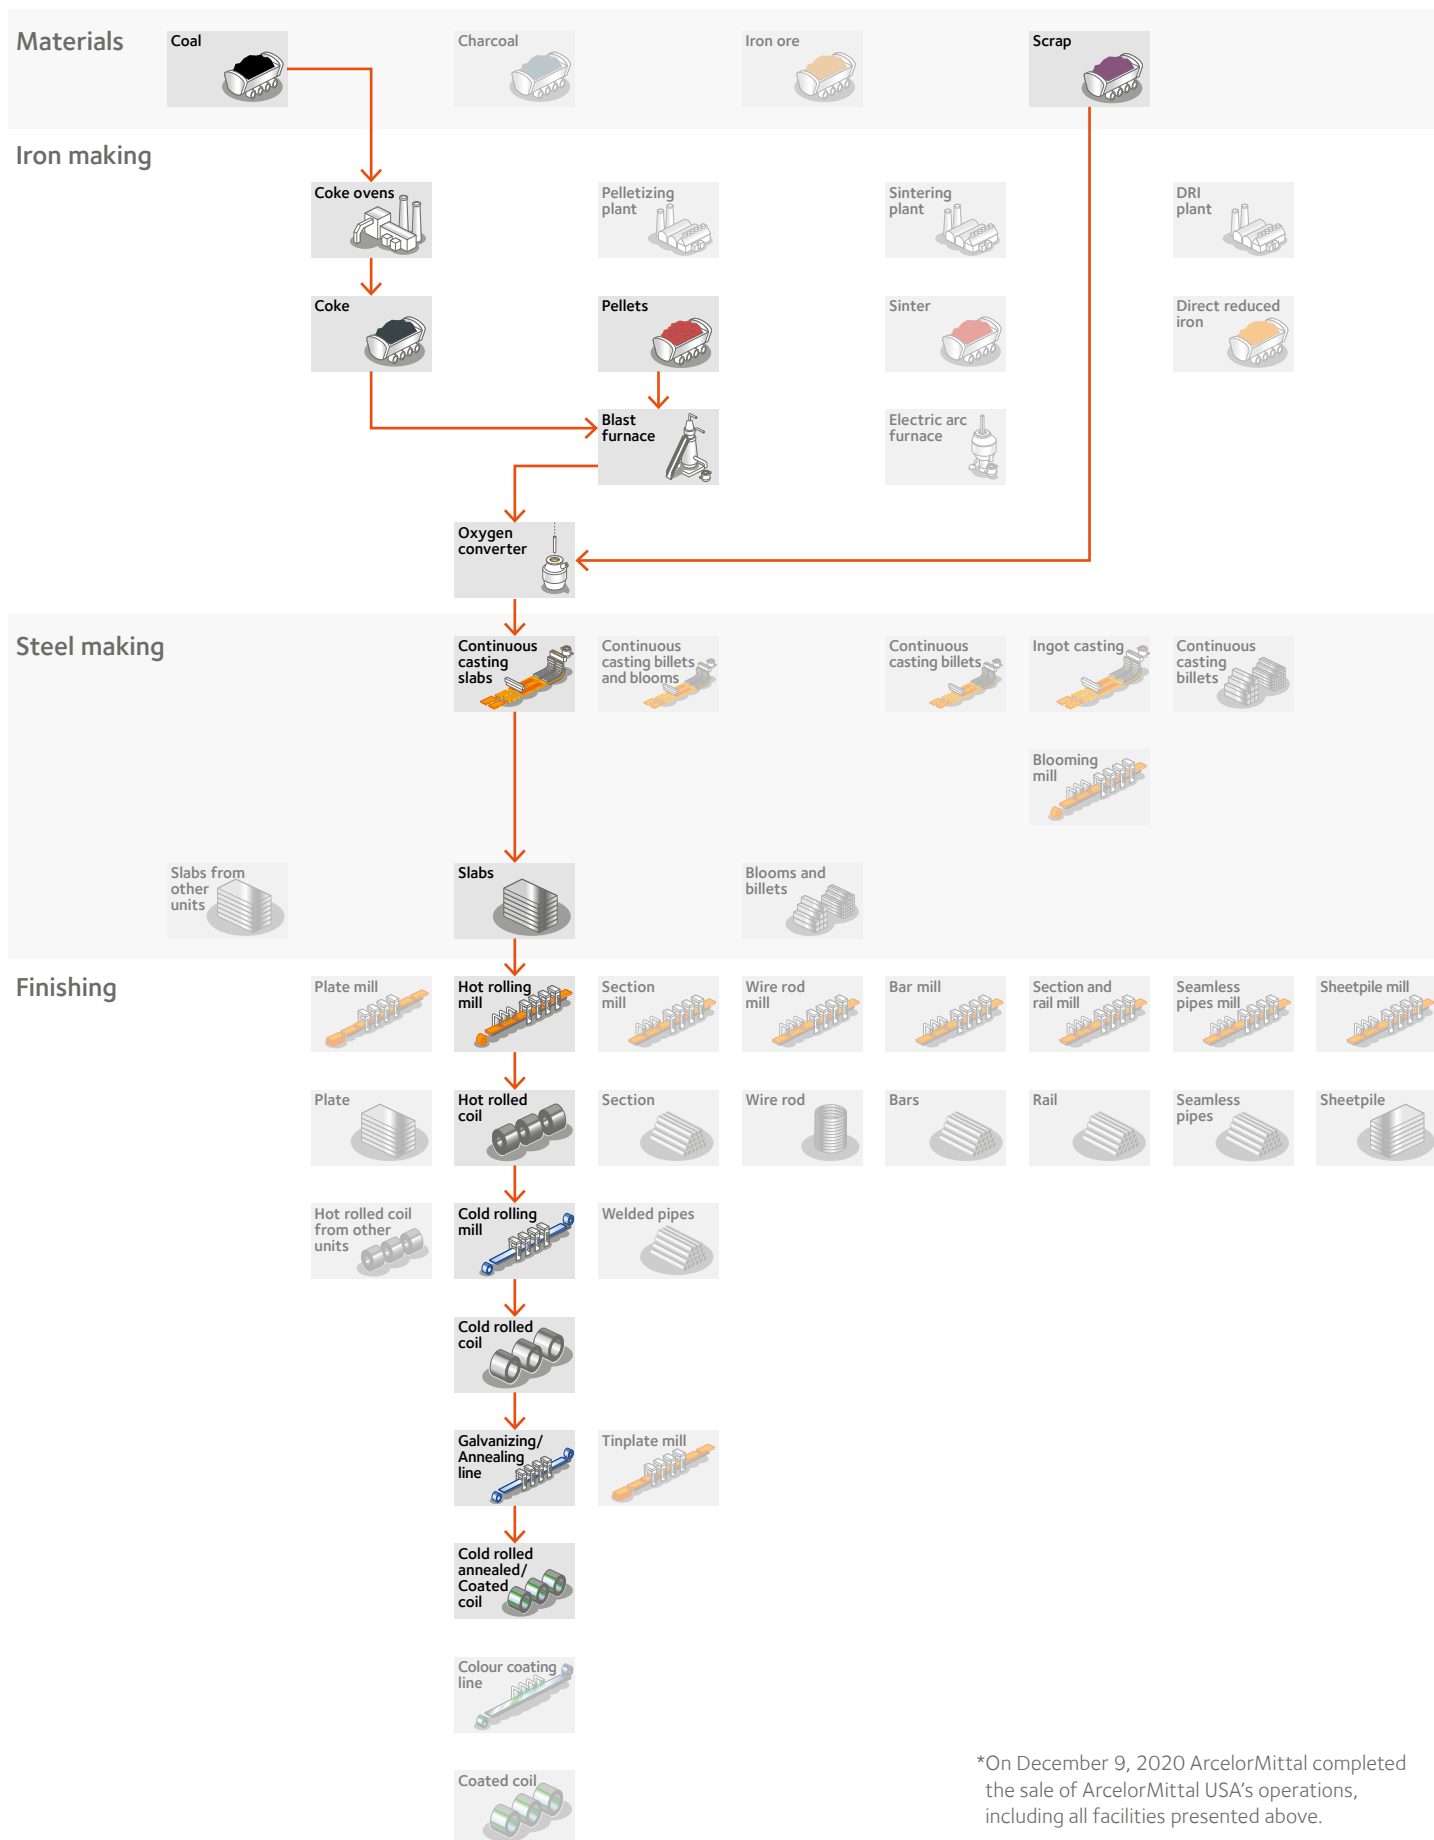 Materials
Coal
Charcoal
Iron ore
Scrap
Iron making
Coke ovens
Pelletizing
plant
Sintering
plant
DRI
plant
Coke
Pellets
Sinter
Direct reduced
iron
Blast
furnace
Electric arc
furnace
Oxygen
converter
Steel making
Continuous
casting
slabs
Continuous
casting billets
and blooms
Continuous
casting billets
Ingot casting
Continuous
casting
billets
Blooming
mill
Slabs from
other
units
Slabs
Blooms and
billets
Finishing
Plate mill
Hot rolling
mill
Section
mill
Wire rod
mill
Bar mill
Section and
rail mill
Seamless
pipes mill
Sheetpile mill
Plate
Hot rolled
coil
Section
Wire rod
Bars
Rail
Seamless
pipes
Sheetpile
Hot rolled coil
from other
units
Cold rolling
mill
Welded pipes
Cold rolled
coil
Galvanizing/
Annealing
line
Tinplate mill
Cold rolled
annealed/
Coated
coil
Colour coating
line
Coated coil
*On December 9, 2020 ArcelorMittal completed
the sale of ArcelorMittal USA's operations,
including all facilities presented above.